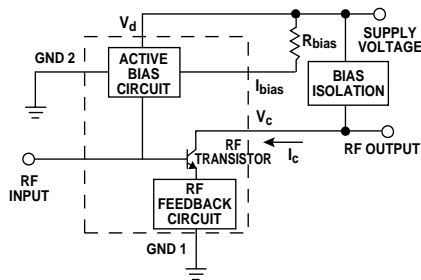 Vd
Rbias
SUPPLY
VOLTAGE
GND 2
ACTIVE
BIAS
CIRCUIT
Ibias
BIAS
ISOLATION
Vc
RF
TRANSISTOR
Ic
RF OUTPUT
RF
INPUT
RF
FEEDBACK
CIRCUIT
GND 1